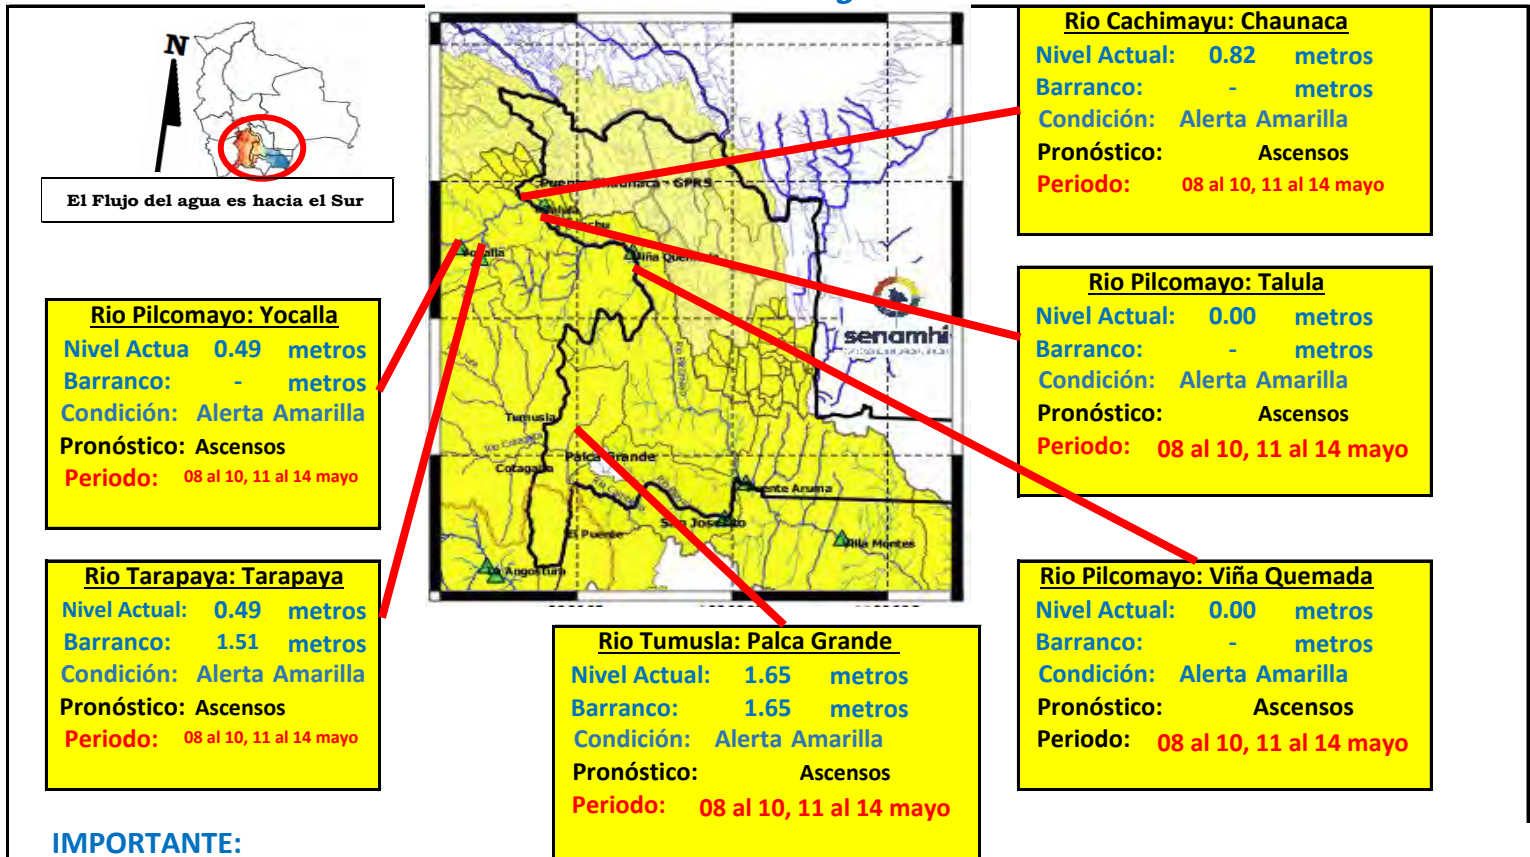 N
El Flujo del agua es hacia el Sur
Rio Cachimayu: Chaunaca
Nivel Actual: 0.82 metros
Barranco: - metros
Condición: Alerta Amarilla
Pronóstico: Ascensos
Periodo: 08 al 10, 11 al 14 mayo
Rio Pilcomayo: Yocalla
Nivel Actua 0.49 metros
Barranco: - metros
Condición: Alerta Amarilla
Pronóstico: Ascensos
Periodo: 08 al 10, 11 al 14 mayo
Rio Pilcomayo: Talula
Nivel Actual: 0.00 metros
Barranco: - metros
Condición: Alerta Amarilla
Pronóstico: Ascensos
Periodo: 08 al 10, 11 al 14 mayo
Rio Tarapaya: Tarapaya
Nivel Actual: 0.49 metros
Barranco: 1.51 metros
Condición: Alerta Amarilla
Pronóstico: Ascensos
Periodo: 08 al 10, 11 al 14 mayo
Rio Tumusla: Palca Grande
Nivel Actual: 1.65 metros
Barranco: 1.65 metros
Condición: Alerta Amarilla
Pronóstico: Ascensos
Periodo: 08 al 10, 11 al 14 mayo
Rio Pilcomayo: Viña Quemada
Nivel Actual: 0.00 metros
Barranco: - metros
Condición: Alerta Amarilla
Pronóstico: Ascensos
Periodo: 08 al 10, 11 al 14 mayo
Chaunaca - GPRS
Viña
senamhi
Tumusla
Palca Grande
Cotagaita
El Puente
Aruma
Villa Montes
Angostura
IMPORTANTE: